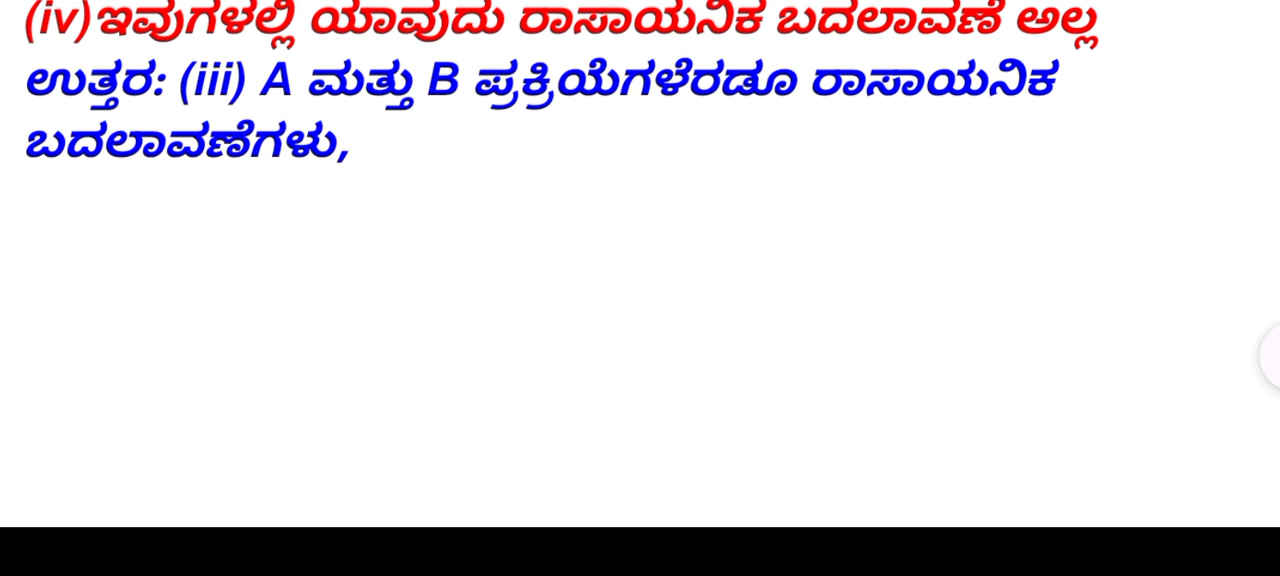 (iv)ಇವುಗಳಲ್ಲಿ ಯಾವುದು ರಾಸಾಯನಿಕ ಬದಲಾವಣೆ ಅಲ್ಲ
ಉತ್ತರ: (iii) A ಮತ್ತು B ಪ್ರಕ್ರಿಯೆಗಳೆರಡೂ ರಾಸಾಯನಿಕ
ಬದಲಾವಣೆಗಳು,